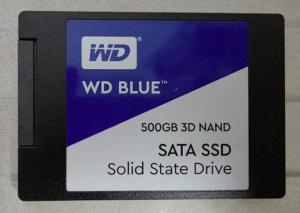 WD
WD BLUE™
500GB 3D NAND
SATA SSD
Solid State Drive